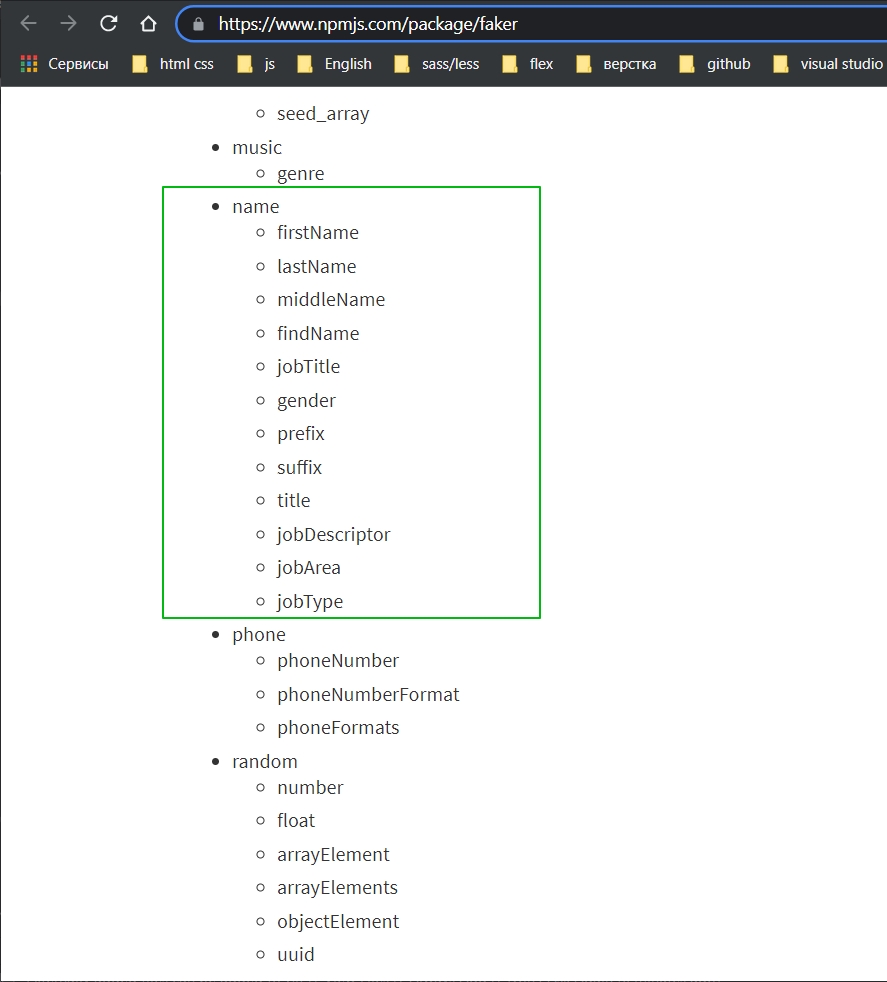 https://www.npmjs.com/package/faker
Сервисы html css js English sass/less flex верстка github visual studio
seed_array
music
genre
name
firstName
lastName
middleName
findName
jobTitle
gender
prefix
suffix
title
jobDescriptor
jobArea
jobType
phone
phoneNumber
phoneNumberFormat
phoneFormats
random
number
float
arrayElement
arrayElements
objectElement
uuid